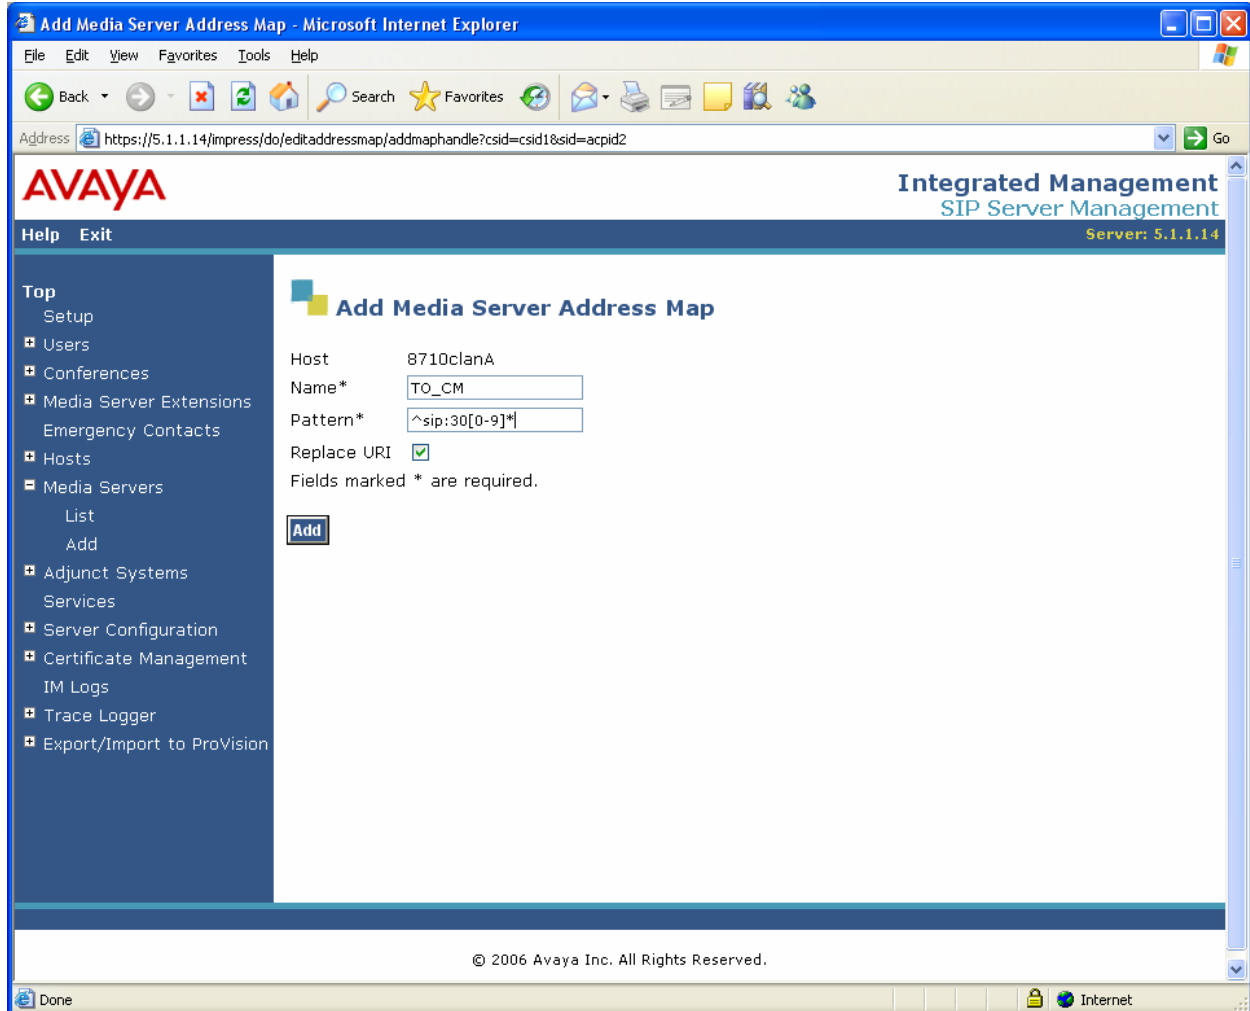 Add Media Server Address Map - Microsoft Internet Explorer
File Edit View Favorites Tools Help
Back Search Favorites
Address https://5.1.1.14/impress/do/editaddressmap/addmaphandle?csid=csid1&sid=acpid2 Go
AVAYA
Integrated Management
SIP Server Management
Help Exit
Server: 5.1.1.14
Top
Setup
Users
Conferences
Media Server Extensions
Emergency Contacts
Hosts
Media Servers
List
Add
Adjunct Systems
Services
Server Configuration
Certificate Management
IM Logs
Trace Logger
Export/Import to ProVision
Add Media Server Address Map
Host 8710clanA
Name* TO_CM
Pattern* ^sip:30[0-9]*
Replace URI
Fields marked * are required.
Add
© 2006 Avaya Inc. All Rights Reserved.
Done Internet